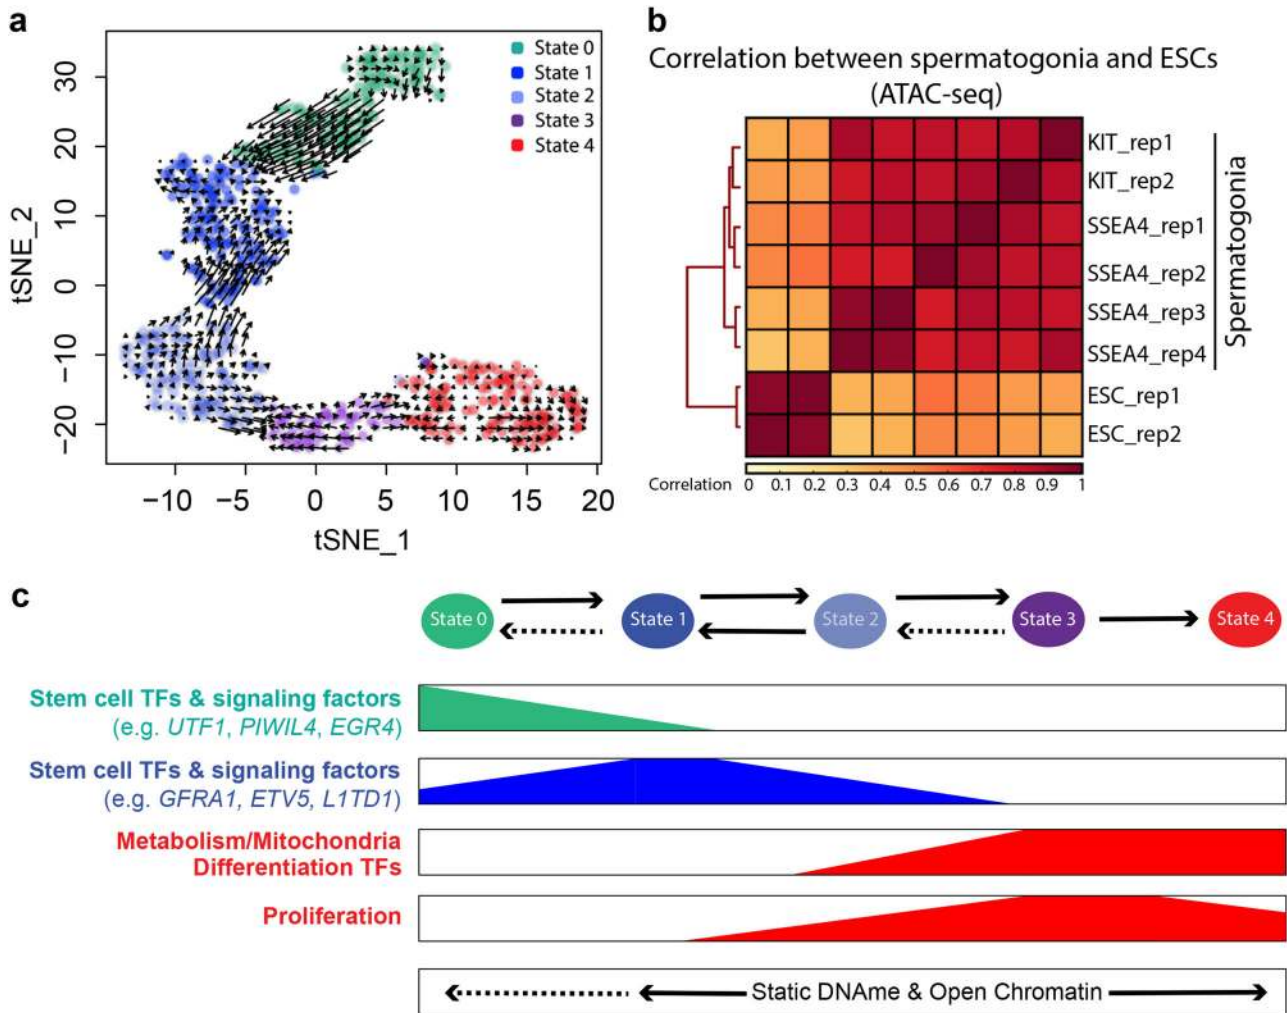 a
State 0
State 1
State 2
State 3
State 4
30
20
10
0
−10
−20
tSNE_2
−10 −5 0 5 10 15 20
tSNE_1
b
Correlation between spermatogonia and ESCs
(ATAC-seq)
KIT_rep1
KIT_rep2
SSEA4_rep1
SSEA4_rep2
SSEA4_rep3
SSEA4_rep4
ESC_rep1
ESC_rep2
Spermatogonia
Correlation 0 0.1 0.2 0.3 0.4 0.5 0.6 0.7 0.8 0.9 1
c
State 0 State 1 State 2 State 3 State 4
Stem cell TFs & signaling factors
(e.g. UTF1, PIWIL4, EGR4)
Stem cell TFs & signaling factors
(e.g. GFRA1, ETV5, L1TD1)
Metabolism/Mitochondria
Differentiation TFs
Proliferation
Static DNAme & Open Chromatin